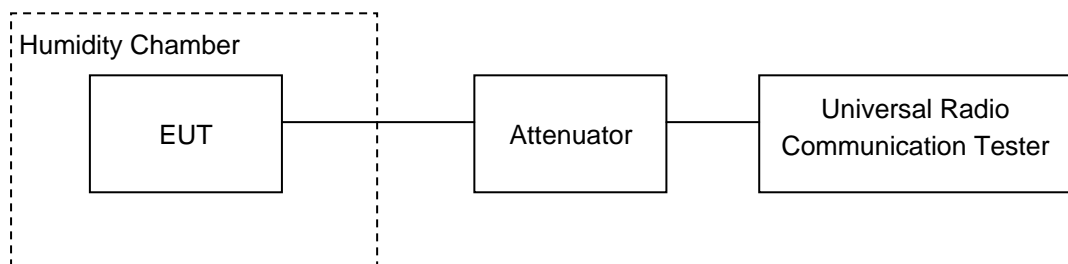 Humidity Chamber
EUT
Attenuator
Universal Radio
Communication Tester